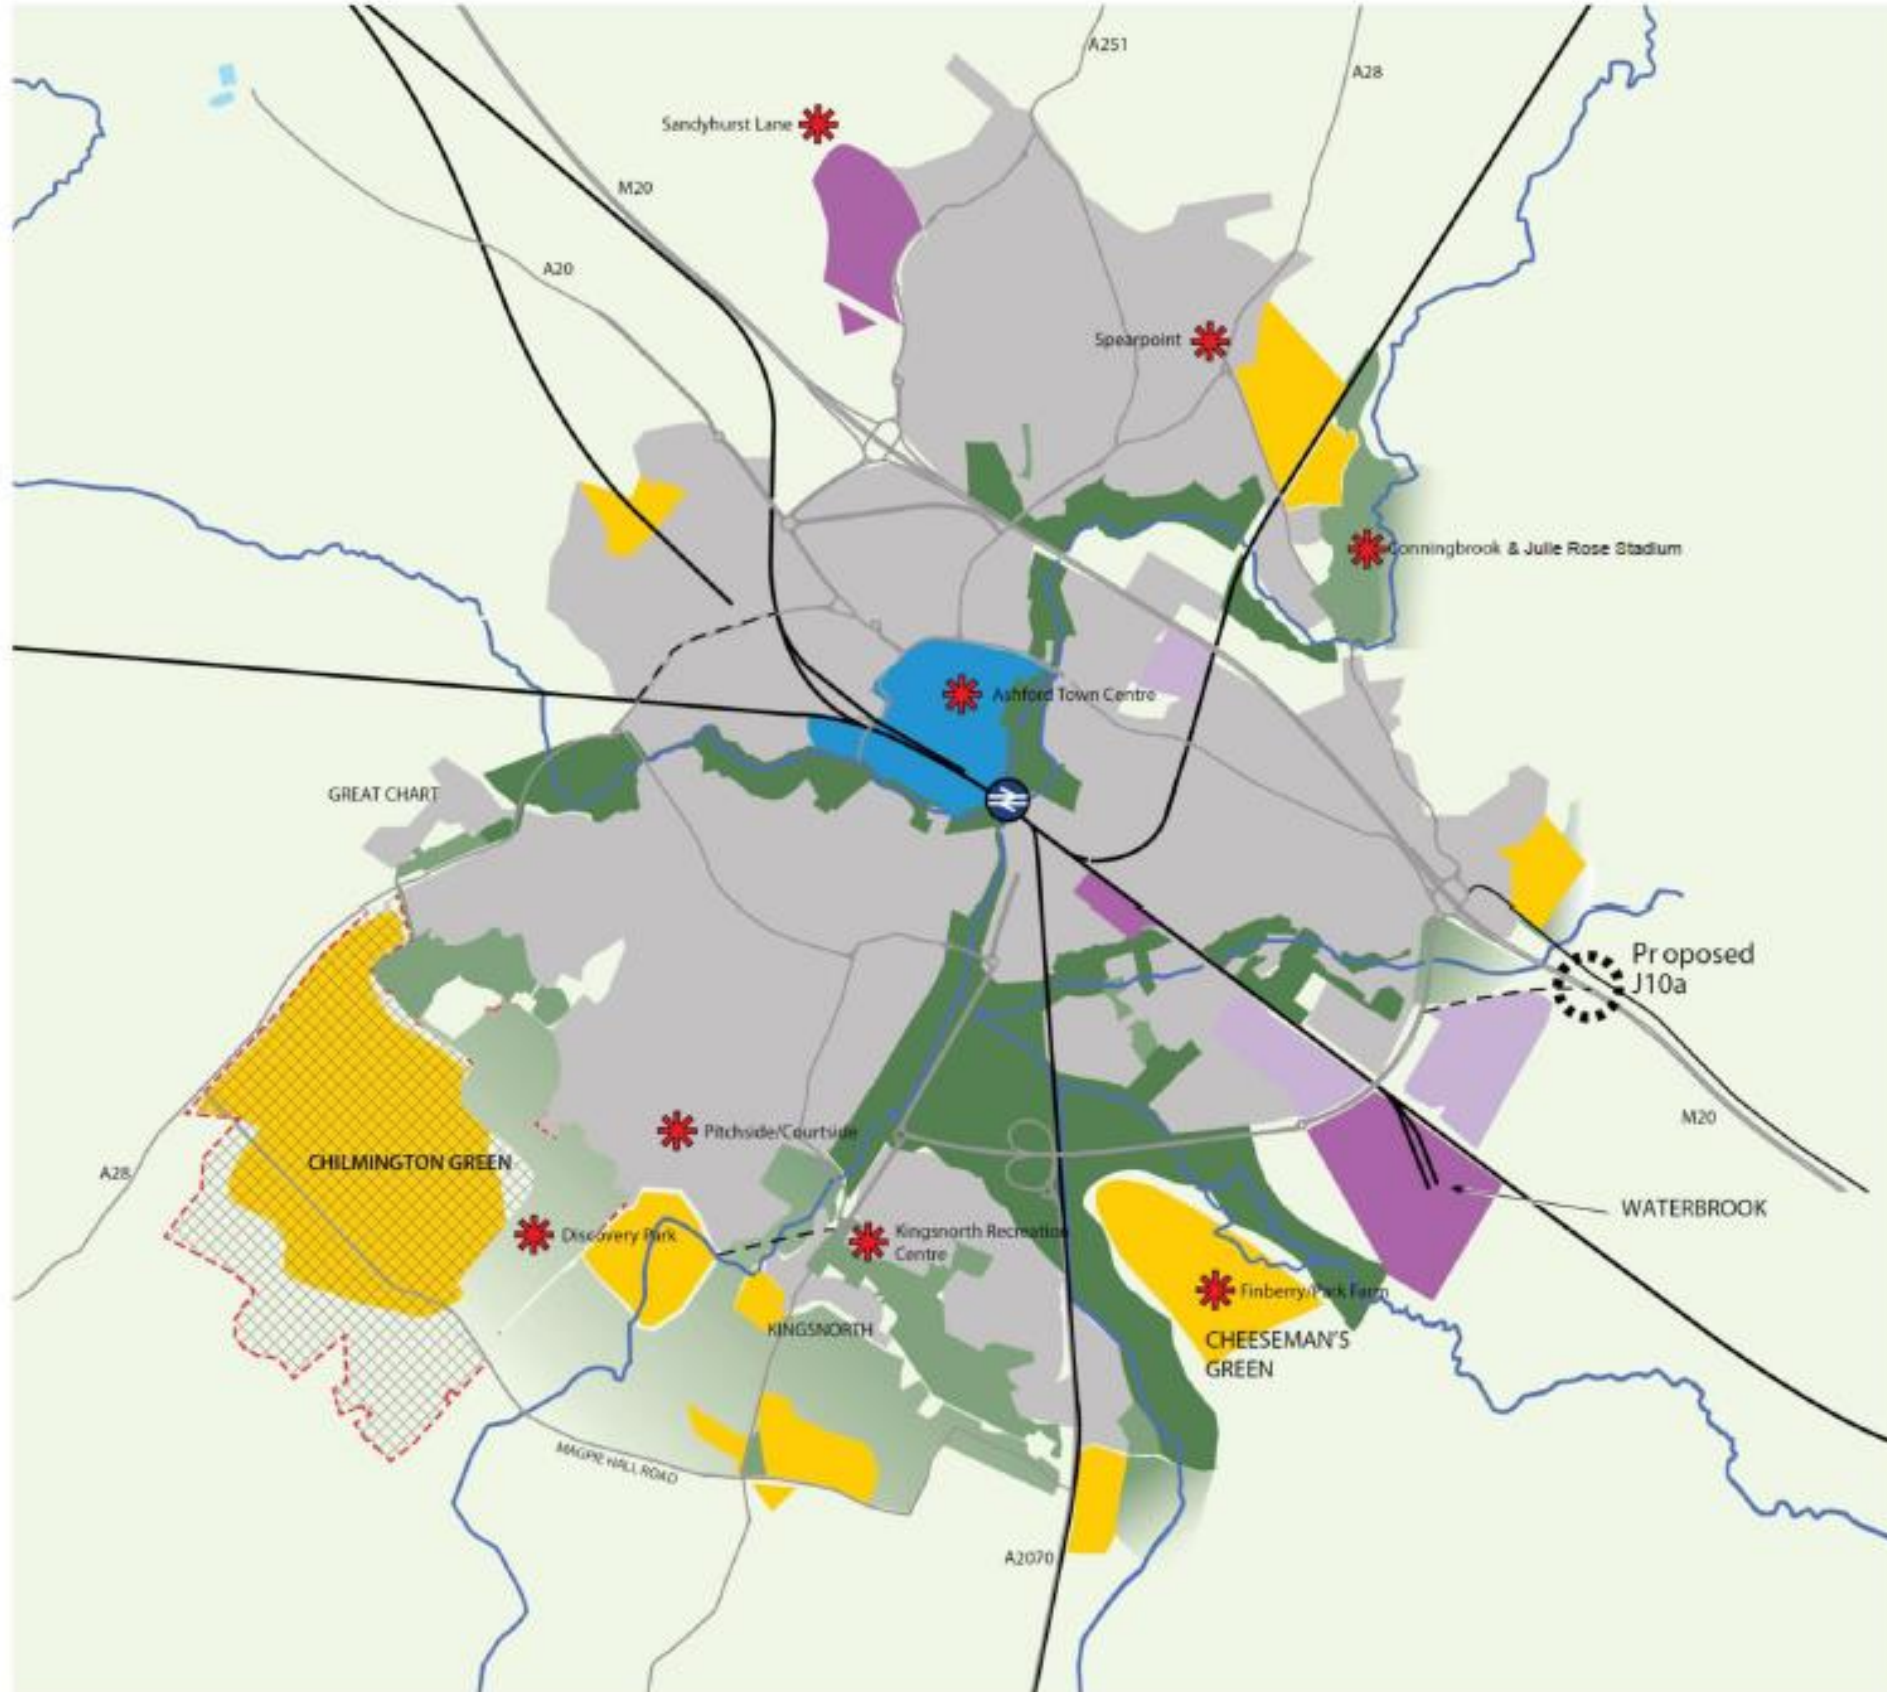 A251
A28
Sandyhurst Lane
M20
A20
Spearpoint
Conningbrook & Julie Rose Stadium
Ashford Town Centre
GREAT CHART
Proposed
J10a
M20
Pitchside/Courtside
CHILMINGTON GREEN
A28
WATERBROOK
Discovery Park
Kingsnorth Recreation
Centre
Finberry/Park Farm
KINGSNORTH
CHEESEMAN'S
GREEN
MAGPIE HALL ROAD
A2070